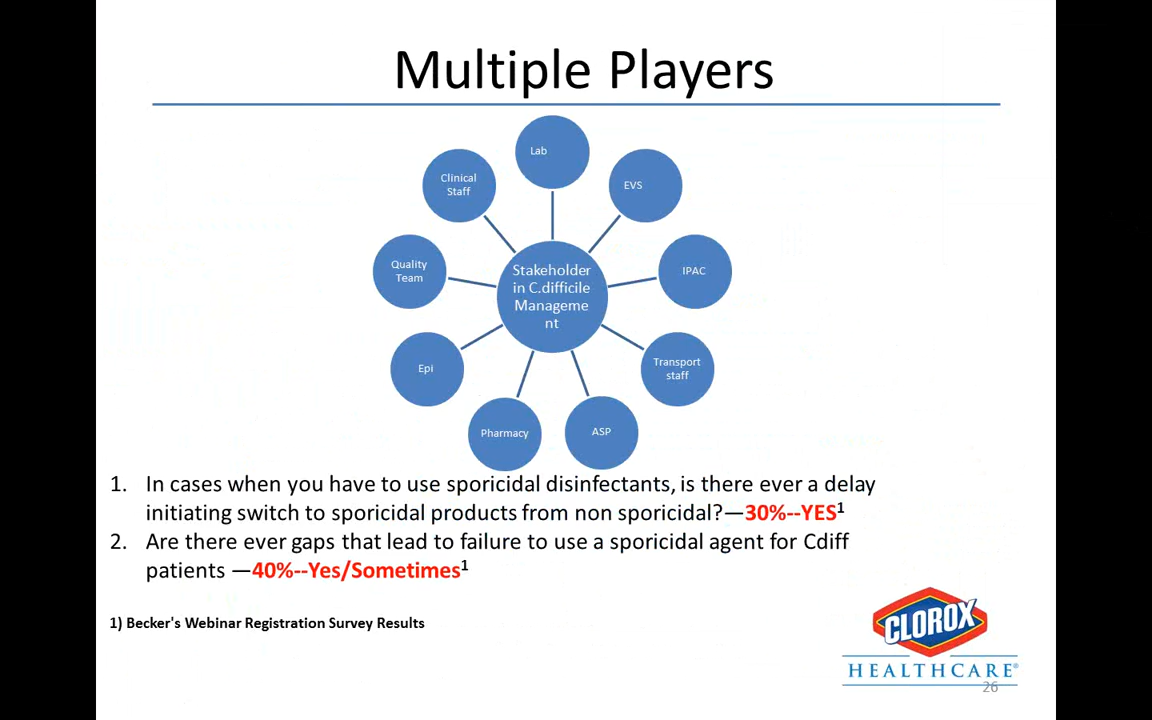 Multiple Players
Lab
EVS
IPAC
Transport
staff
ASP
Pharmacy
Epi
Quality
Team
Clinical
Staff
Stakeholder
in C.difficile
Manageme
nt
1. In cases when you have to use sporicidal disinfectants, is there ever a delay
initiating switch to sporicidal products from non sporicidal?—30%--YES¹
2. Are there ever gaps that lead to failure to use a sporicidal agent for Cdiff
patients —40%--Yes/Sometimes¹
1) Becker's Webinar Registration Survey Results
CLOROX
HEALTHCARE®
26